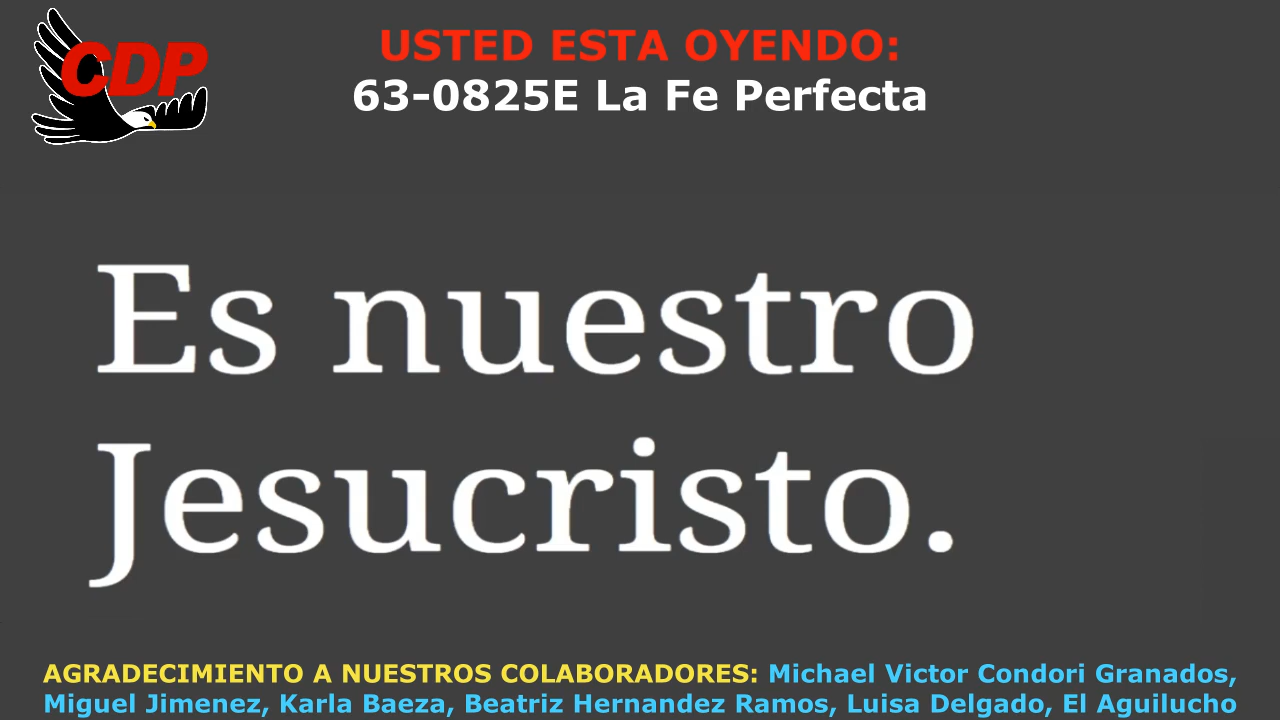 CDP
USTED ESTA OYENDO:
63-0825E La Fe Perfecta
Es nuestro
Jesucristo.
AGRADECIMIENTO A NUESTROS COLABORADORES: Michael Victor Condori Granados,
Miguel Jimenez, Karla Baeza, Beatriz Hernandez Ramos, Luisa Delgado, El Aguilucho